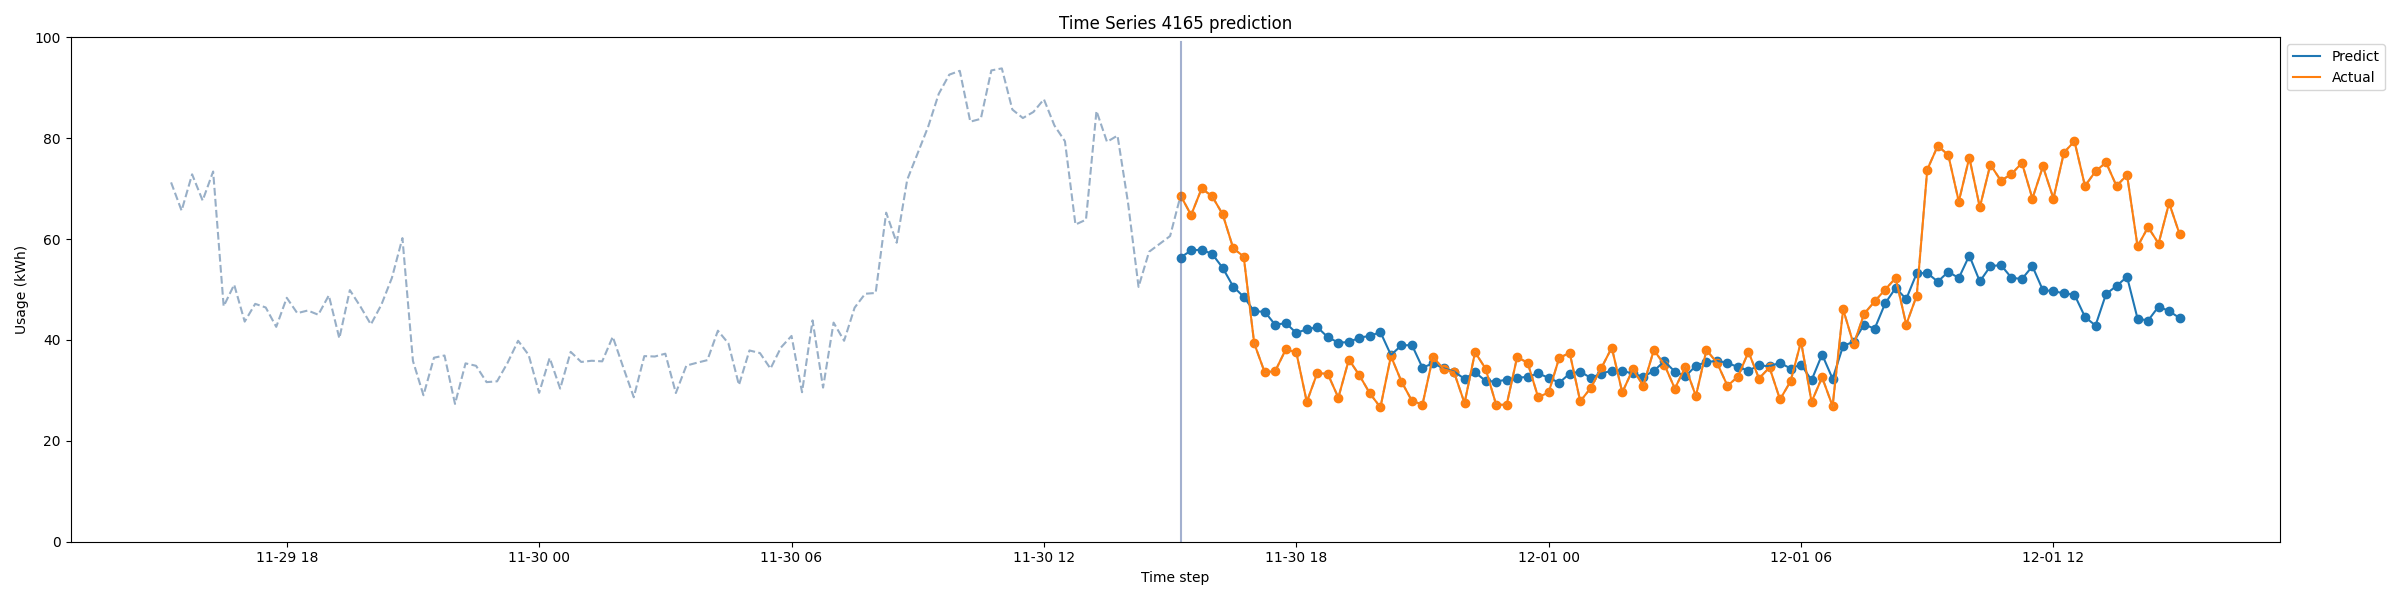 Time Series 4165 prediction
100
80
60
40
20
0
Usage (kWh)
11-29 18
11-30 00
11-30 06
11-30 12
11-30 18
12-01 00
12-01 06
12-01 12
Time step
Predict
Actual